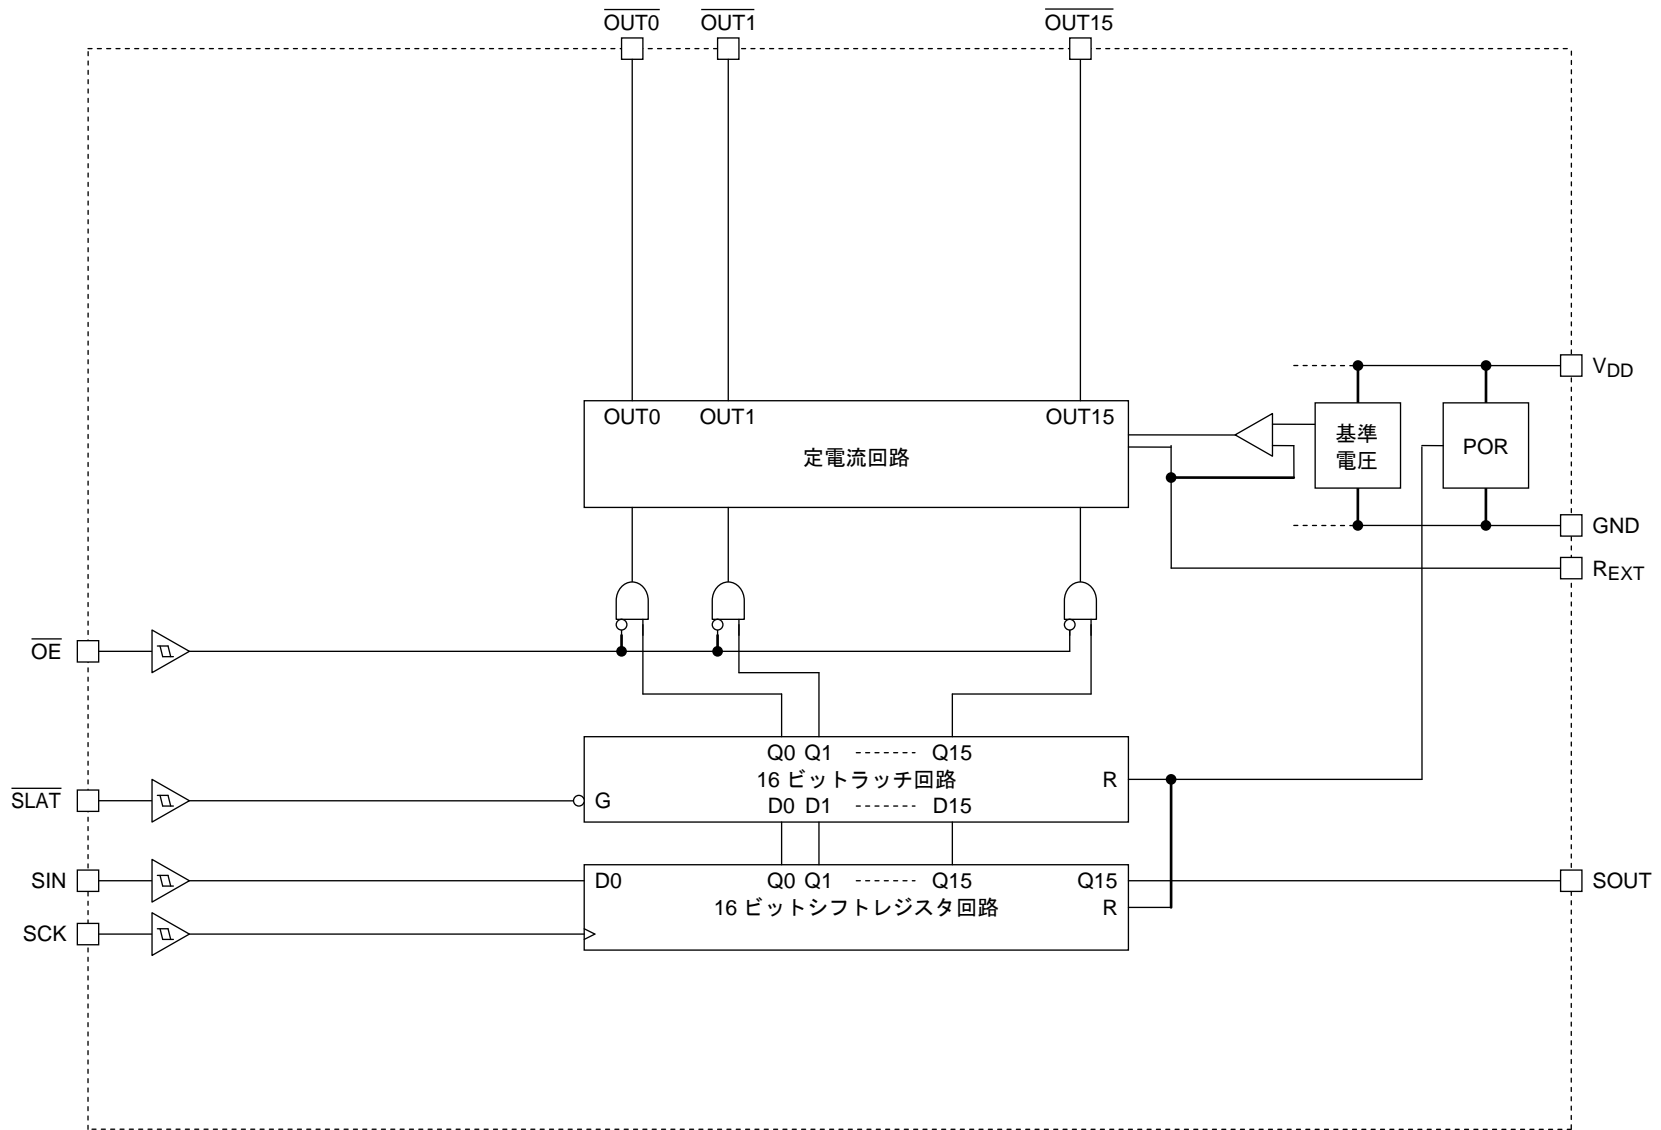 OUT0 OUT1 OUT15
VDD
OUT0 OUT1 OUT15
定電流回路
基準
電圧
POR
GND
REXT
OE
Q0 Q1 Q15
16 ビットラッチ回路
R
SLAT
G
D0 D1 D15
SIN
D0 Q0 Q1 Q15 Q15
SOUT
16 ビットシフトレジスタ回路
R
SCK